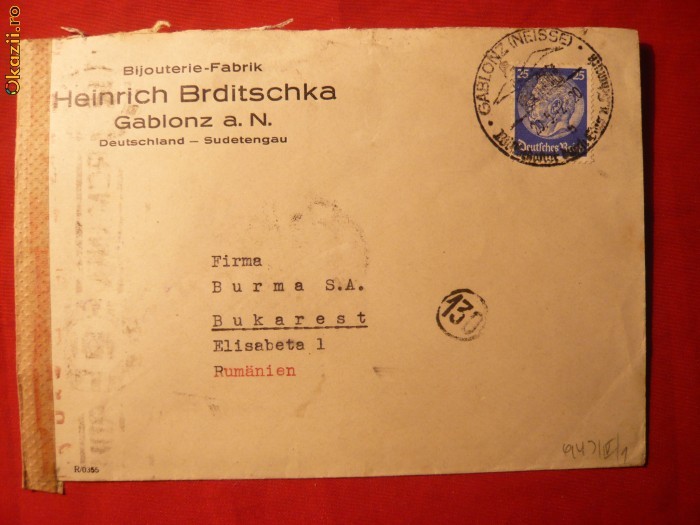 Okazii.ro
Bijouterie-Fabrik
Heinrich Brditschka
Gablonz a. N.
Deutschland — Sudetengau
GABLONZ (NEISSE)
25 25
Deutsches Reich
Firma
Burma S.A.
Bukarest
Elisabeta 1
Rumänien
130
R/0355